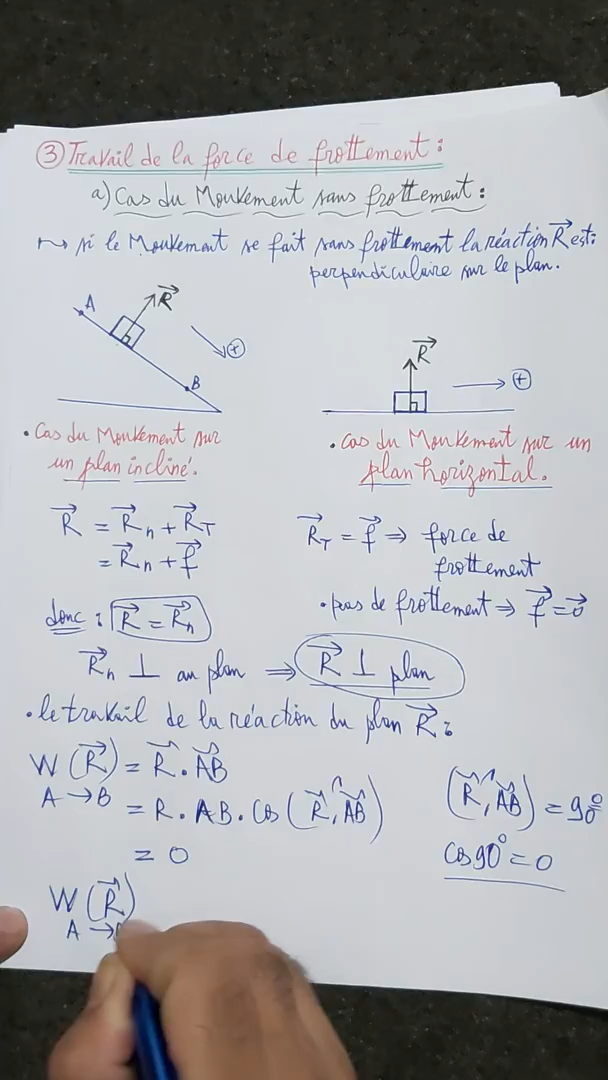 ③ Travail de la force de frottement :
a) Cas du Mouvement sans frottement :
↝ si le Mouvement se fait sans frottement la réaction R⃗ est :
perpendiculaire sur le plan.
A R⃗ ⊕ B
R⃗ ⊕
• Cas du Mouvement sur
un plan incliné.
• Cas du Mouvement sur un
plan horizontal.
R⃗ = R⃗n + R⃗T
= R⃗n + f⃗
R⃗T = f⃗ ⇒ force de
frottement
• pas de frottement ⇒ f⃗ = 0⃗
donc : R⃗ = R⃗n
R⃗n ⊥ au plan ⇒ R⃗ ⊥ plan
• le travail de la réaction du plan R⃗ :
W(R⃗) = R⃗ . AB⃗
A → B
= R . AB . Cos (R⃗, AB⃗)
= 0
(R⃗, AB⃗) = 90°
Cos 90° = 0
W(R⃗)
A →